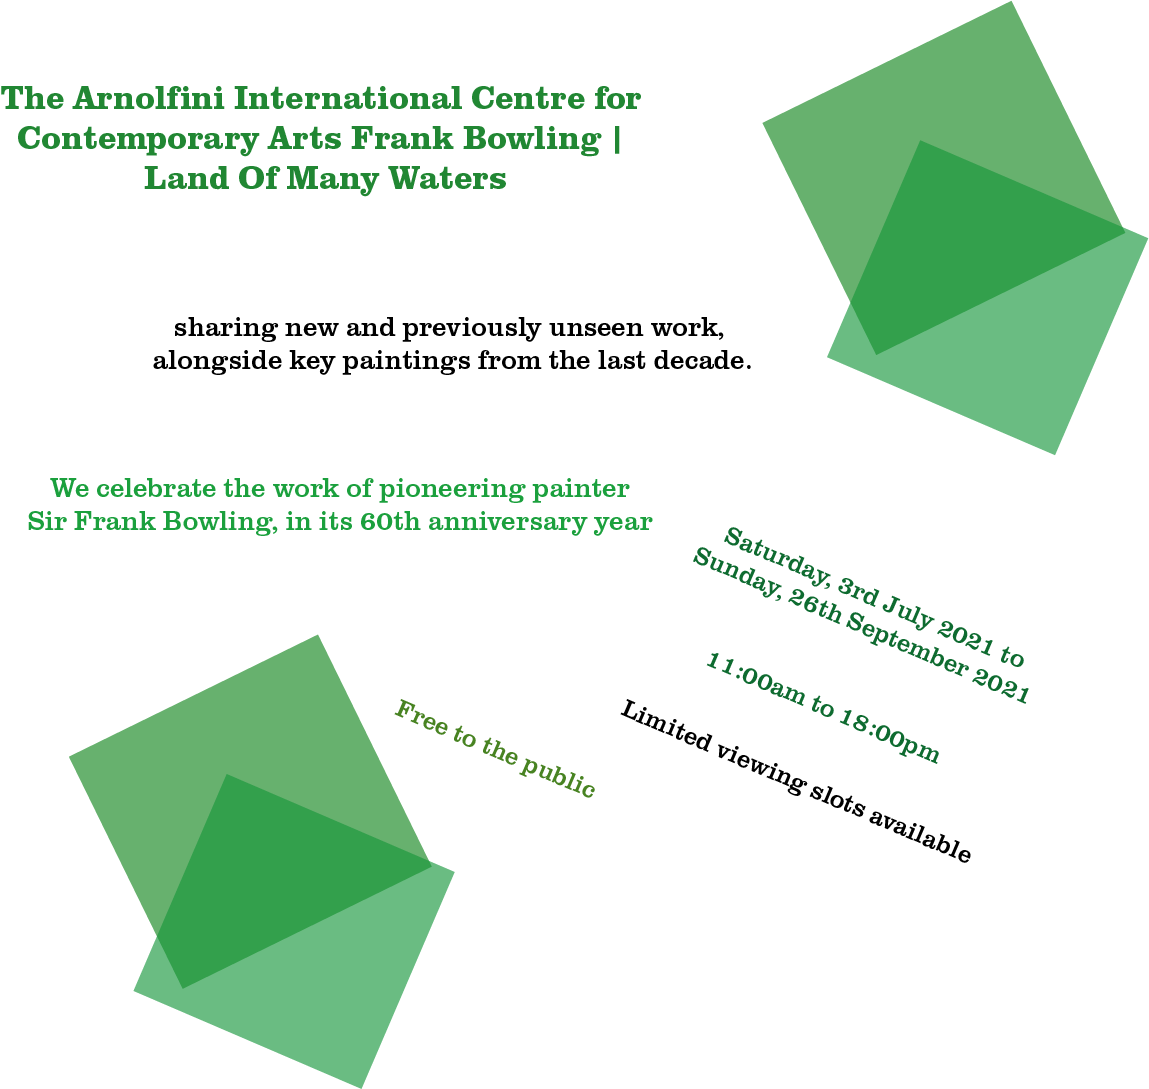 The Arnolfini International Centre for
Contemporary Arts Frank Bowling |
Land Of Many Waters
sharing new and previously unseen work,
alongside key paintings from the last decade.
We celebrate the work of pioneering painter
Sir Frank Bowling, in its 60th anniversary year
Saturday, 3rd July 2021 to
Sunday, 26th September 2021
11:00am to 18:00pm
Free to the public
Limited viewing slots available